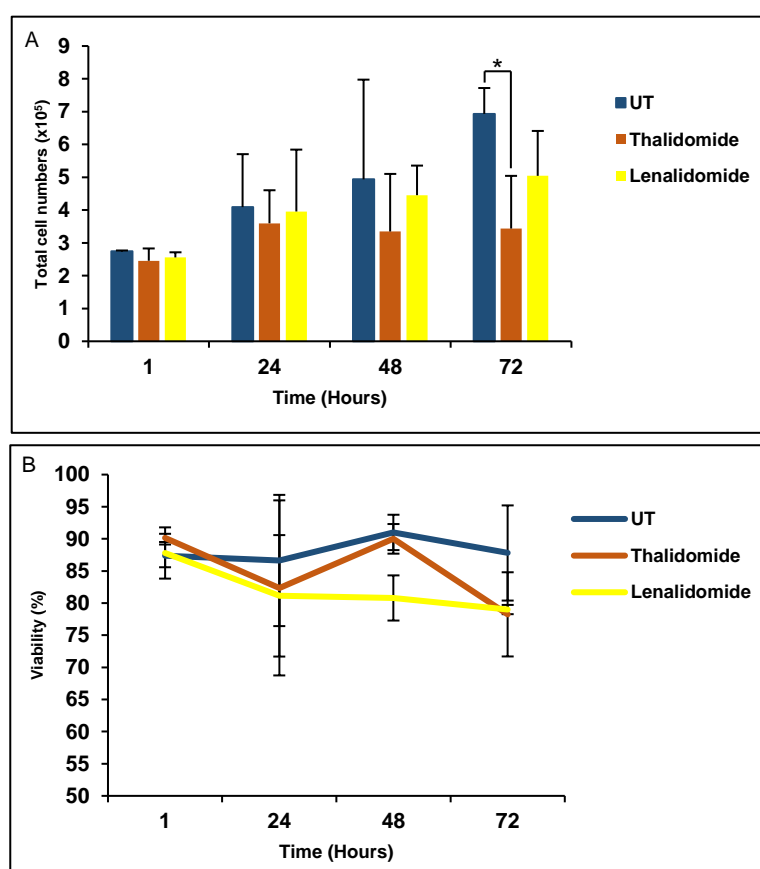 A
Total cell numbers (x10⁵)
9
8
7
6
5
4
3
2
1
0
*
1 24 48 72
Time (Hours)
UT
Thalidomide
Lenalidomide
B
Viability (%)
100
95
90
85
80
75
70
65
60
55
50
1 24 48 72
Time (Hours)
UT
Thalidomide
Lenalidomide